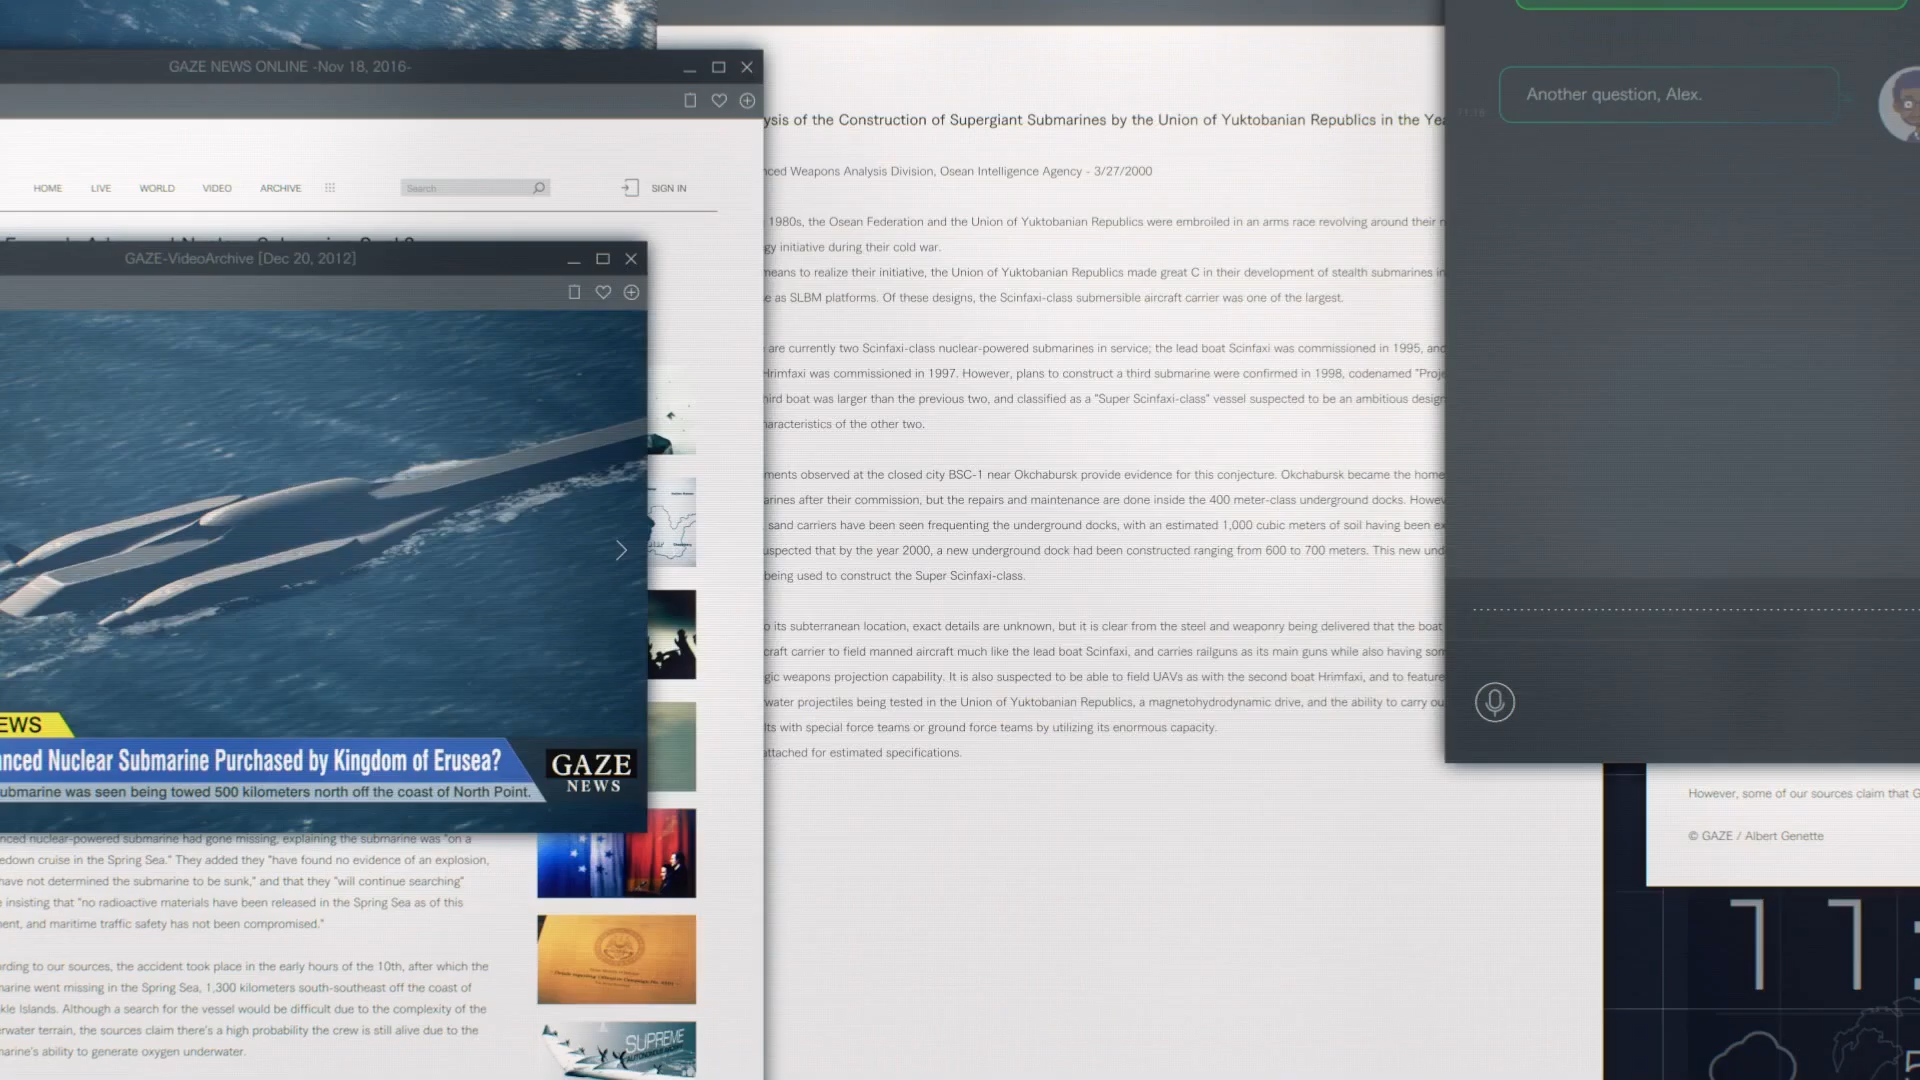 GAZE NEWS ONLINE -Nov 18, 2016-
HOME LIVE WORLD VIDEO ARCHIVE Search SIGN IN
GAZE-VideoArchive [Dec 20, 2012]
EWS
nced Nuclear Submarine Purchased by Kingdom of Erusea?
ubmarine was seen being towed 500 kilometers north off the coast of North Point.
GAZE
NEWS
nced nuclear-powered submarine had gone missing, explaining the submarine was "on a
edown cruise in the Spring Sea." They added they "have found no evidence of an explosion,
have not determined the submarine to be sunk," and that they "will continue searching"
e insisting that "no radioactive materials have been released in the Spring Sea as of this
ent, and maritime traffic safety has not been compromised."
rding to our sources, the accident took place in the early hours of the 10th, after which the
marine went missing in the Spring Sea, 1,300 kilometers south-southeast off the coast of
kle Islands. Although a search for the vessel would be difficult due to the complexity of the
rwater terrain, the sources claim there's a high probability the crew is still alive due to the
marine's ability to generate oxygen underwater.
SUPREME
ysis of the Construction of Supergiant Submarines by the Union of Yuktobanian Republics in the Yea
nced Weapons Analysis Division, Osean Intelligence Agency - 3/27/2000
1980s, the Osean Federation and the Union of Yuktobanian Republics were embroiled in an arms race revolving around their n
gy initiative during their cold war.
means to realize their initiative, the Union of Yuktobanian Republics made great C in their development of stealth submarines in
e as SLBM platforms. Of these designs, the Scinfaxi-class submersible aircraft carrier was one of the largest.
are currently two Scinfaxi-class nuclear-powered submarines in service; the lead boat Scinfaxi was commissioned in 1995, and
Hrimfaxi was commissioned in 1997. However, plans to construct a third submarine were confirmed in 1998, codenamed "Proje
hird boat was larger than the previous two, and classified as a "Super Scinfaxi-class" vessel suspected to be an ambitious design
haracteristics of the other two.
ments observed at the closed city BSC-1 near Okchabursk provide evidence for this conjecture. Okchabursk became the home
arines after their commission, but the repairs and maintenance are done inside the 400 meter-class underground docks. Howev
sand carriers have been seen frequenting the underground docks, with an estimated 1,000 cubic meters of soil having been ex
uspected that by the year 2000, a new underground dock had been constructed ranging from 600 to 700 meters. This new und
being used to construct the Super Scinfaxi-class.
o its subterranean location, exact details are unknown, but it is clear from the steel and weaponry being delivered that the boat
craft carrier to field manned aircraft much like the lead boat Scinfaxi, and carries railguns as its main guns while also having som
gic weapons projection capability. It is also suspected to be able to field UAVs as with the second boat Hrimfaxi, and to feature
water projectiles being tested in the Union of Yuktobanian Republics, a magnetohydrodynamic drive, and the ability to carry ou
lts with special force teams or ground force teams by utilizing its enormous capacity.
attached for estimated specifications.
Another question, Alex.
However, some of our sources claim that G
© GAZE / Albert Genette
11: